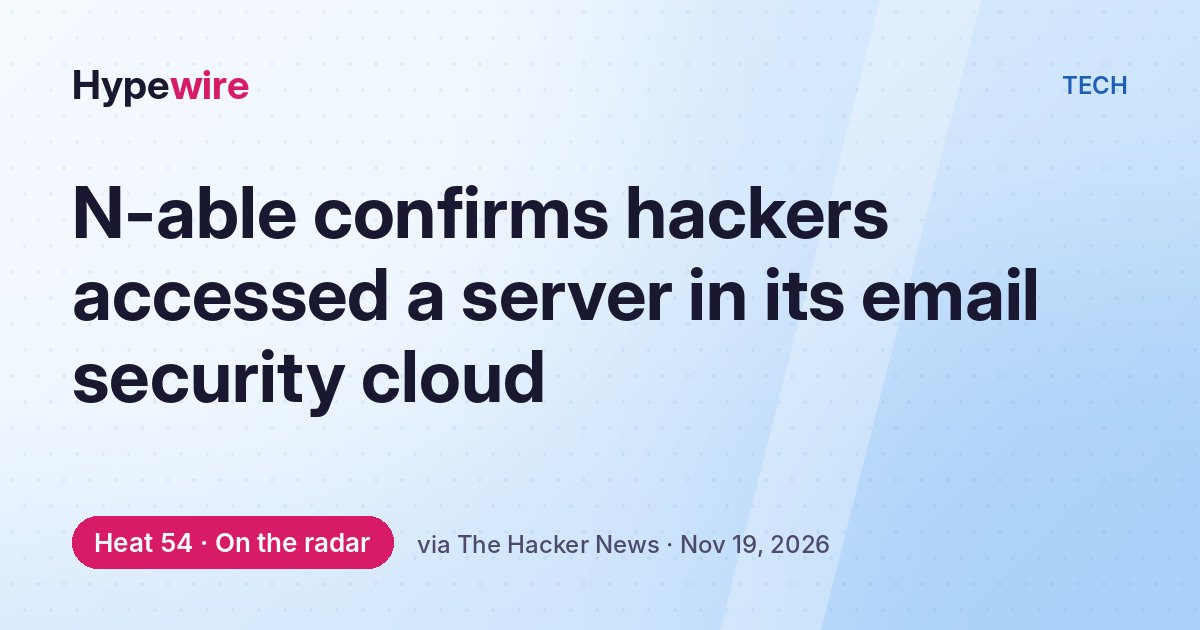 Hypewire
TECH
N-able confirms hackers
accessed a server in its email
security cloud
Heat 54 · On the radar
via The Hacker News · Nov 19, 2026